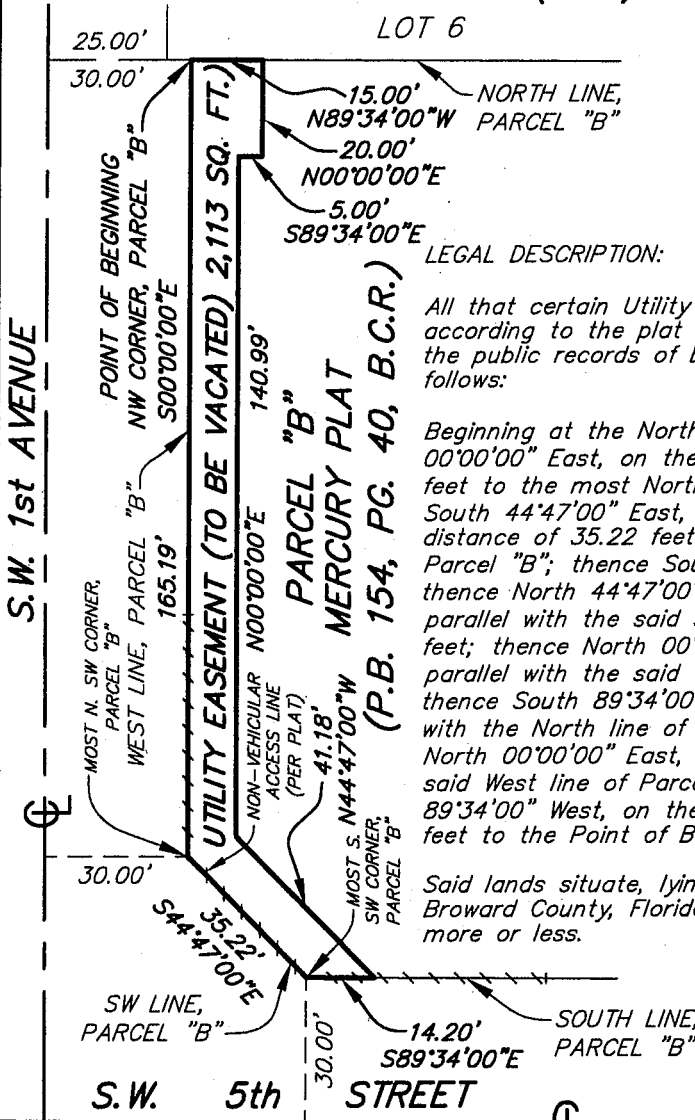 LOT 6
25.00'
30.00'
15.00'
N89°34'00"W
NORTH LINE,
PARCEL "B"
20.00'
N00°00'00"E
5.00'
S89°34'00"E
POINT OF BEGINNING
NW CORNER, PARCEL "B"
S00°00'00"E
UTILITY EASEMENT (TO BE VACATED) 2,113 SQ. FT.)
S.W. 1st AVENUE
WEST LINE, PARCEL "B"
165.19'
N00°00'00"E
140.99'
PARCEL "B"
MERCURY PLAT
(P.B. 154, PG. 40, B.C.R.)
MOST N. SW CORNER,
PARCEL "B"
NON-VEHICULAR
ACCESS LINE
(PER PLAT)
41.18'
N44°47'00"W
MOST S.
SW CORNER,
PARCEL "B"
30.00'
35.22'
S44°47'00"E
SW LINE,
PARCEL "B"
30.00'
14.20'
S89°34'00"E
SOUTH LINE,
PARCEL "B"
S.W. 5th STREET
LEGAL DESCRIPTION:
All that certain Utility
according to the plat
the public records of
follows:
Beginning at the North
00°00'00" East, on the
feet to the most North
South 44°47'00" East,
distance of 35.22 feet
Parcel "B"; thence Sou
thence North 44°47'00
parallel with the said
feet; thence North 00°
parallel with the said
thence South 89°34'00
with the North line of
North 00°00'00" East,
said West line of Parce
89°34'00" West, on the
feet to the Point of B
Said lands situate, lyin
Broward County, Florid
more or less.